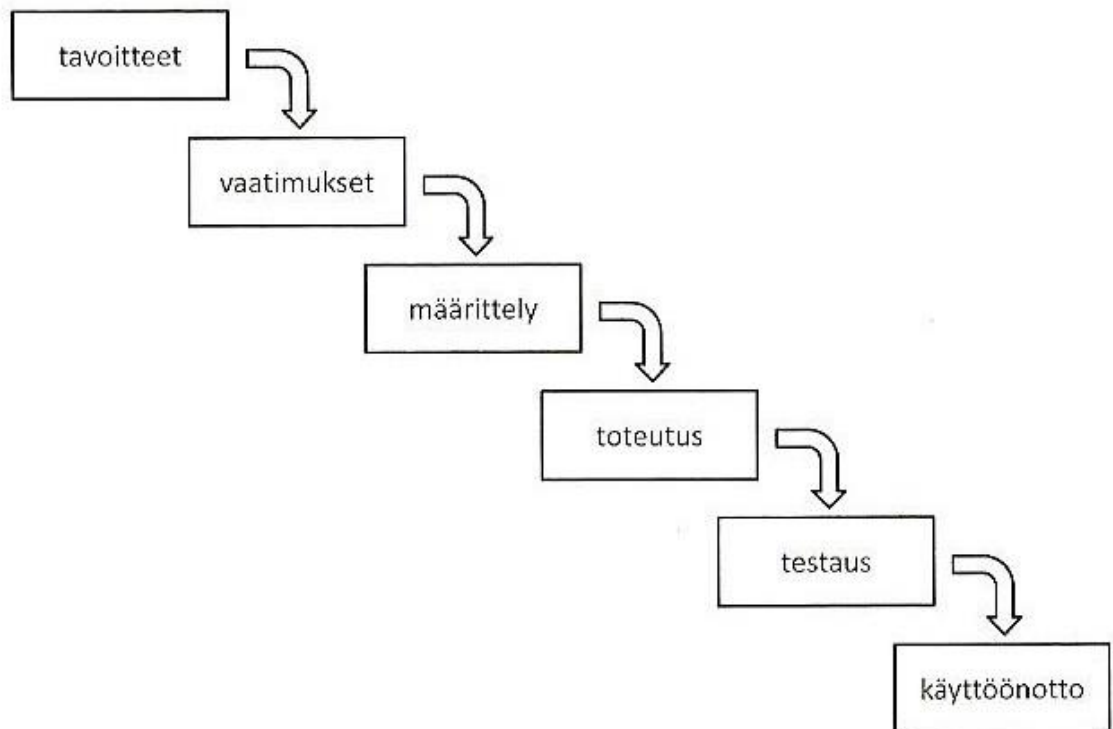 tavoitteet
vaatimukset
määrittely
toteutus
testaus
käyttöönotto